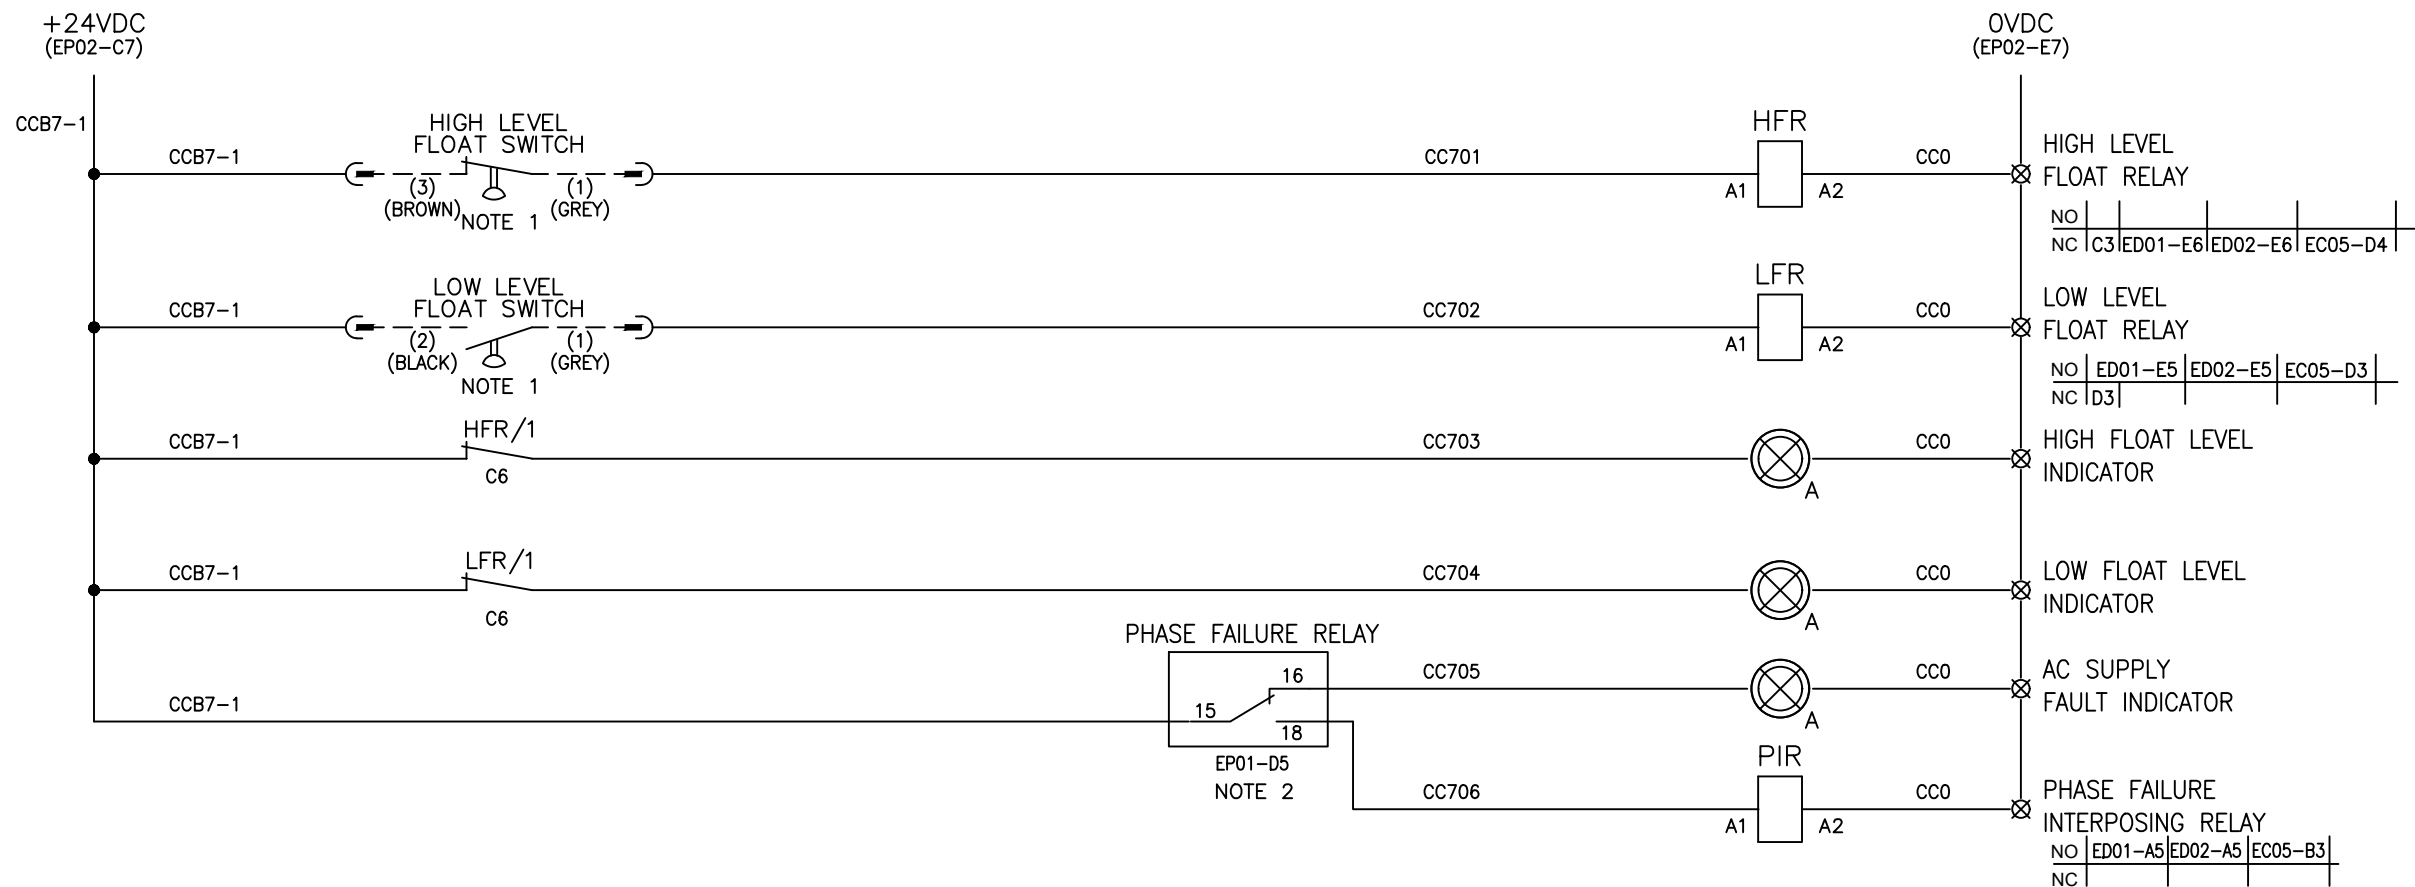 +24VDC
(EP02-C7)
0VDC
(EP02-E7)
CCB7-1
CCB7-1
HIGH LEVEL
FLOAT SWITCH
(3)
(BROWN)
(1)
(GREY)
NOTE 1
CC701
HFR
A1
A2
CC0
HIGH LEVEL
FLOAT RELAY
NO
NC C3 ED01-E6 ED02-E6 EC05-D4
CCB7-1
LOW LEVEL
FLOAT SWITCH
(2)
(BLACK)
(1)
(GREY)
NOTE 1
CC702
LFR
A1
A2
CC0
LOW LEVEL
FLOAT RELAY
NO ED01-E5 ED02-E5 EC05-D3
NC D3
CCB7-1
HFR/1
C6
CC703
A
CC0
HIGH FLOAT LEVEL
INDICATOR
CCB7-1
LFR/1
C6
CC704
A
CC0
LOW FLOAT LEVEL
INDICATOR
CCB7-1
PHASE FAILURE RELAY
15
16
18
EP01-D5
NOTE 2
CC705
A
CC0
AC SUPPLY
FAULT INDICATOR
CC706
PIR
A1
A2
CC0
PHASE FAILURE
INTERPOSING RELAY
NO ED01-A5 ED02-A5 EC05-B3
NC